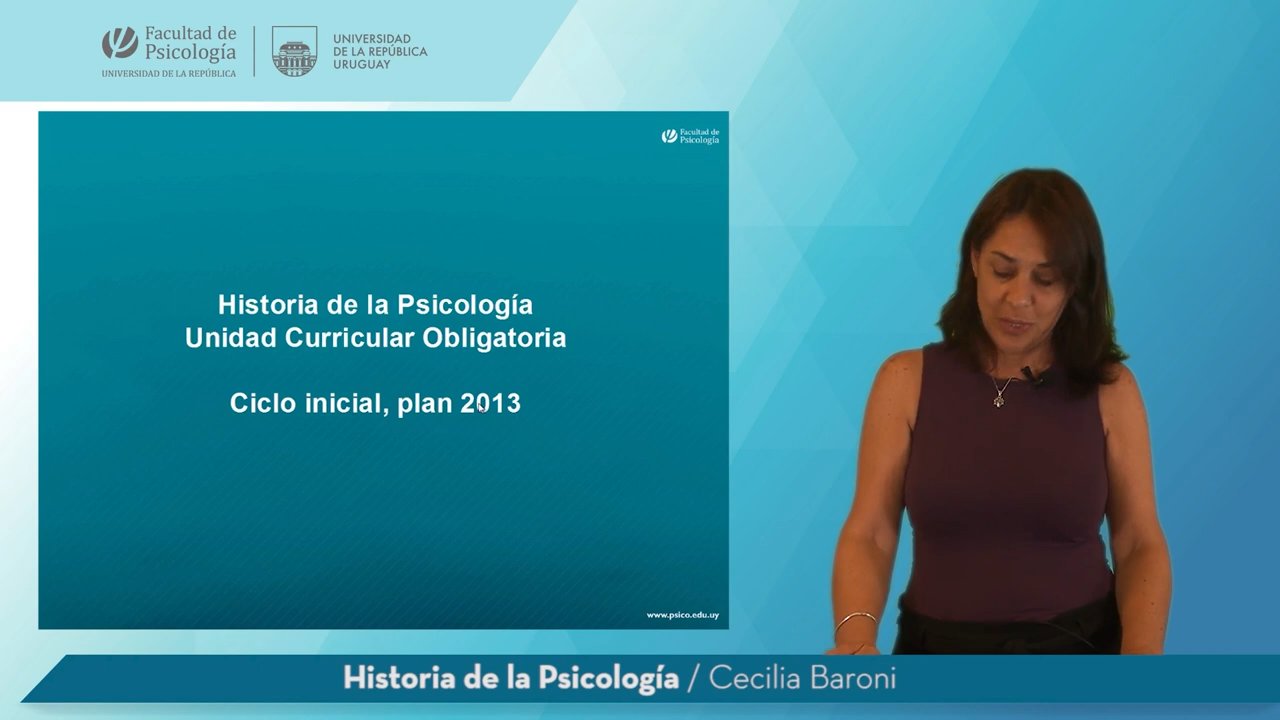 Facultad de
Psicología
UNIVERSIDAD DE LA REPÚBLICA
UNIVERSIDAD
DE LA REPÚBLICA
URUGUAY
Facultad de
Psicología
Historia de la Psicología
Unidad Curricular Obligatoria
Ciclo inicial, plan 2013
www.psico.edu.uy
Historia de la Psicología / Cecilia Baroni